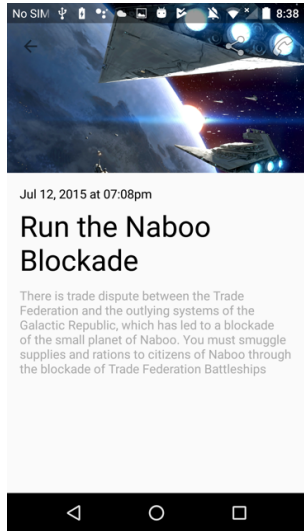 No SIM 8:38
Jul 12, 2015 at 07:08pm
Run the Naboo
Blockade
There is trade dispute between the Trade
Federation and the outlying systems of the
Galactic Republic, which has led to a blockade
of the small planet of Naboo. You must smuggle
supplies and rations to citizens of Naboo through
the blockade of Trade Federation Battleships